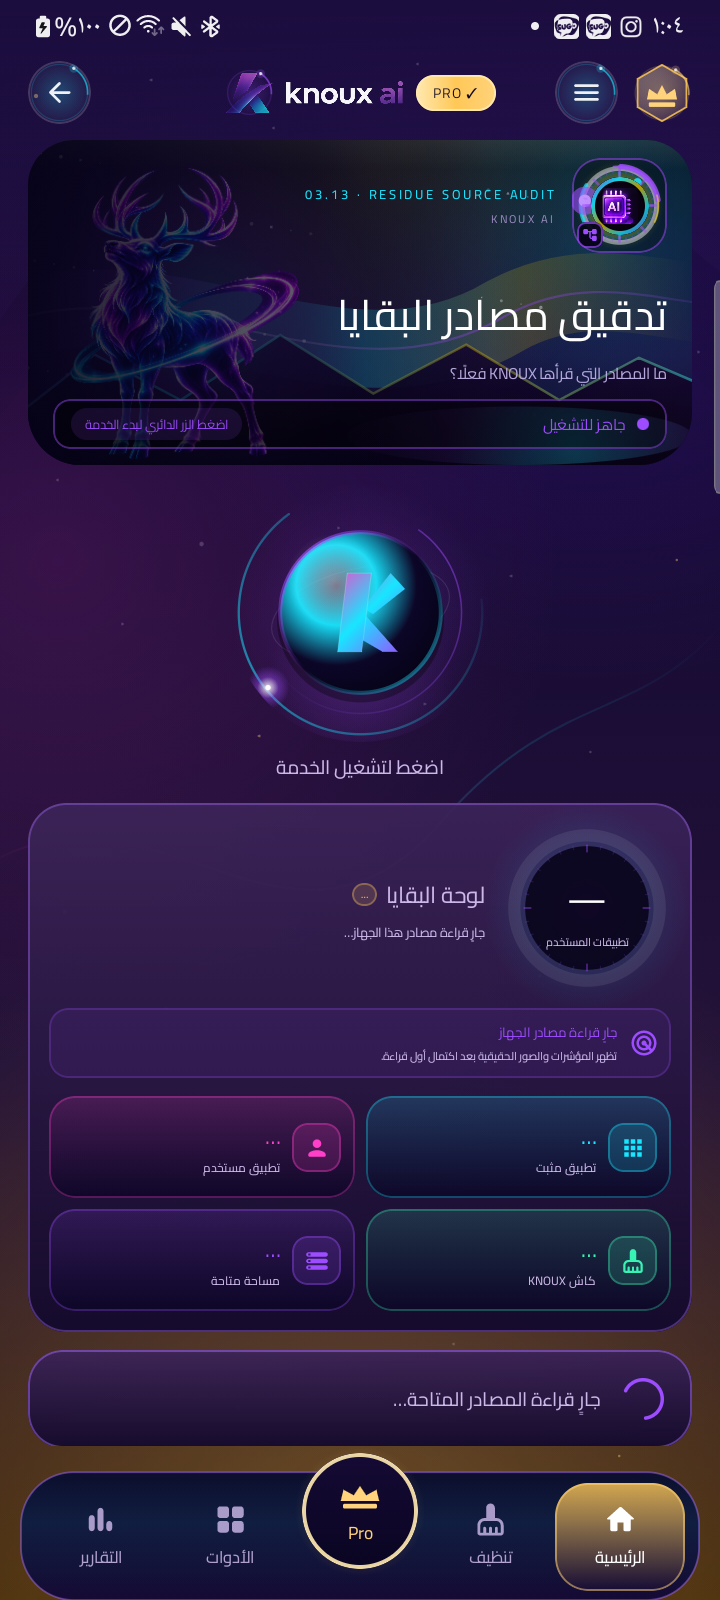 ١:٠٤
%١٠٠
knoux ai
PRO ✓
03.13 · RESIDUE SOURCE AUDIT
KNOUX AI
AI
تدقيق مصادر البقايا
ما المصادر التي قرأها KNOUX فعلًا؟
جاهز للتشغيل
اضغط الزر الدائري لبدء الخدمة
K
اضغط لتشغيل الخدمة
—
تطبيقات المستخدم
لوحة البقايا ...
جارٍ قراءة مصادر هذا الجهاز...
جارٍ قراءة مصادر الجهاز
تظهر المؤشرات والصور الحقيقية بعد اكتمال أول قراءة.
...
تطبيق مثبت
...
تطبيق مستخدم
...
كاش KNOUX
...
مساحة متاحة
جارٍ قراءة المصادر المتاحة...
الرئيسية
تنظيف
Pro
الأدوات
التقارير